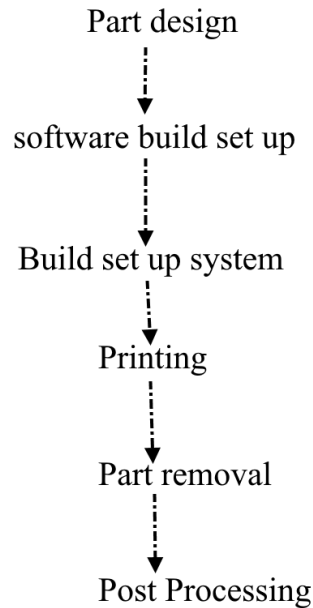 Part design
software build set up
Build set up system
Printing
Part removal
Post Processing